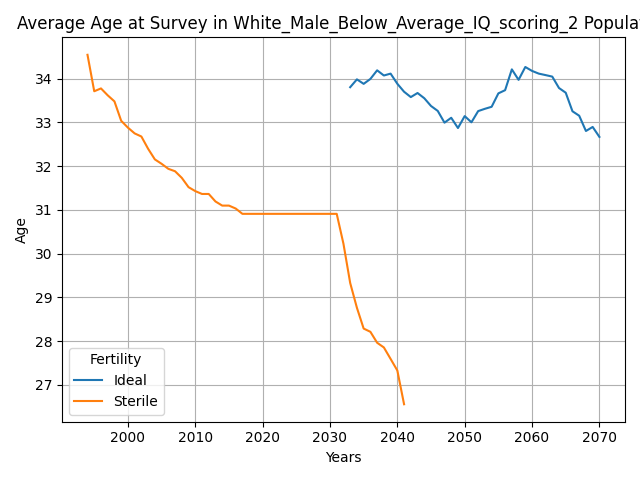 Average Age at Survey in White_Male_Below_Average_IQ_scoring_2 Popula
34
33
32
31
30
29
28
27
Age
Fertility
Ideal
Sterile
2000 2010 2020 2030 2040 2050 2060 2070
Years